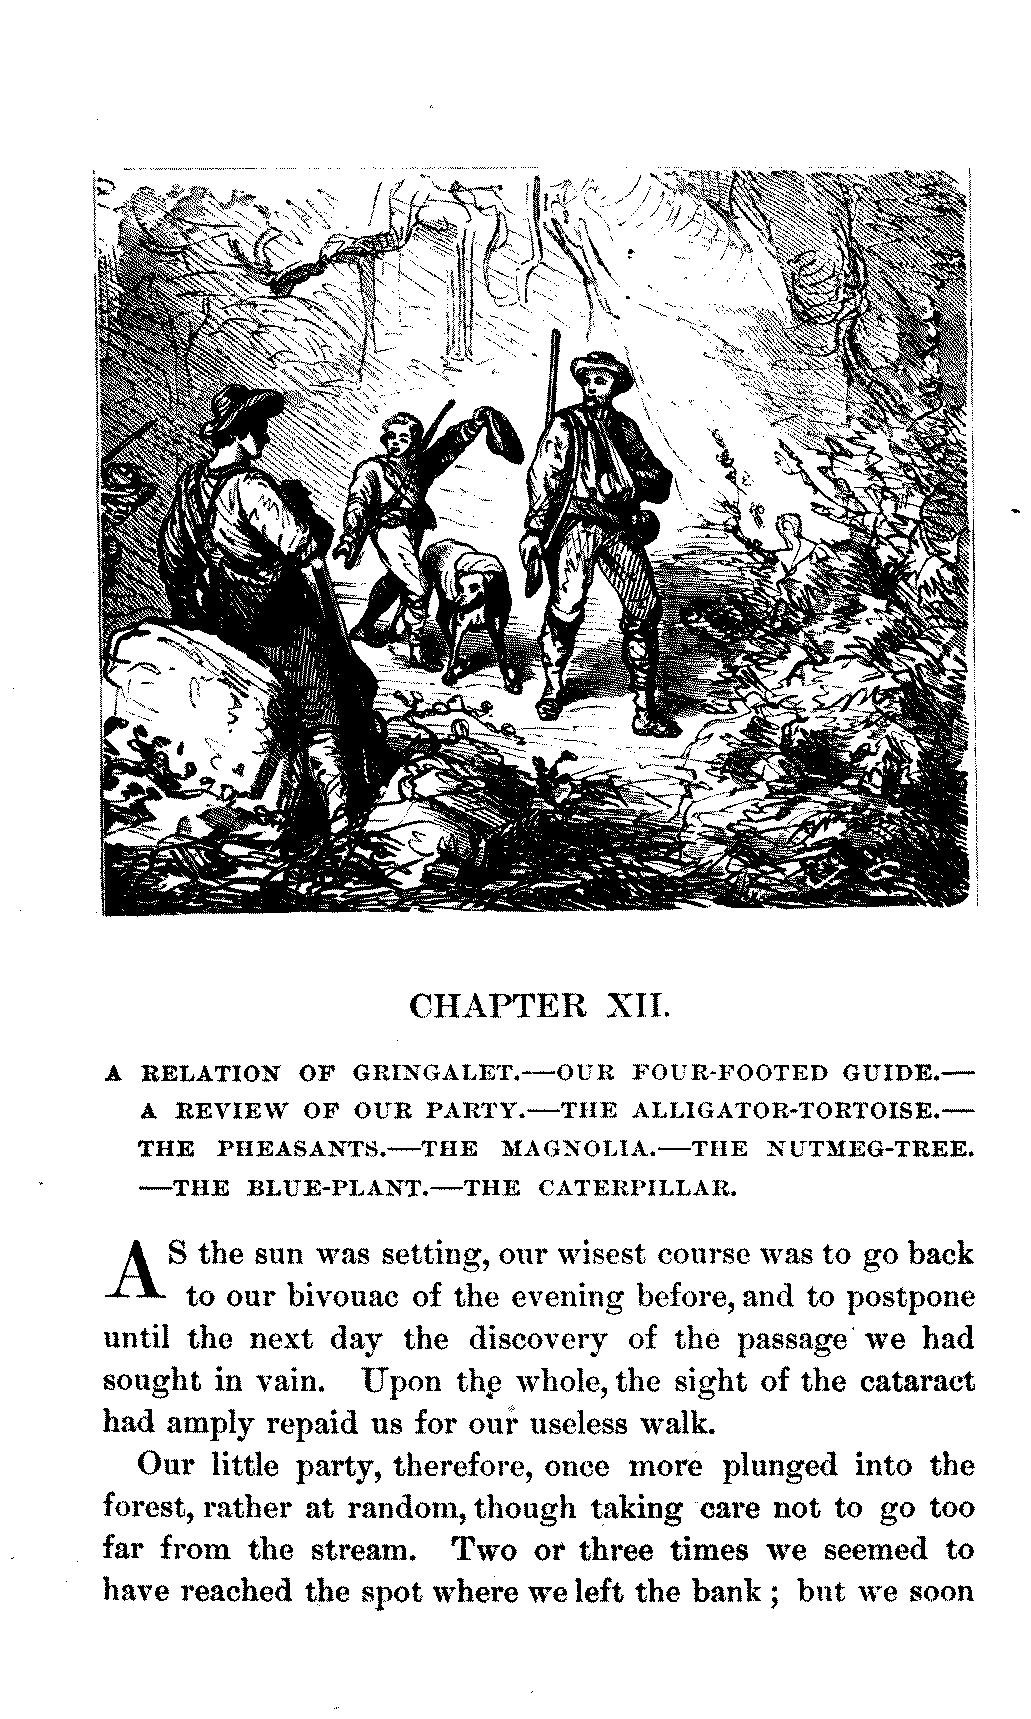 CHAPTER XII.
A RELATION OF GRINGALET.—OUR FOUR-FOOTED GUIDE.—
A REVIEW OF OUR PARTY.—THE ALLIGATOR-TORTOISE.—
THE PHEASANTS.—THE MAGNOLIA.—THE NUTMEG-TREE.
—THE BLUE-PLANT.—THE CATERPILLAR.
AS the sun was setting, our wisest course was to go back
to our bivouac of the evening before, and to postpone
until the next day the discovery of the passage we had
sought in vain. Upon the whole, the sight of the cataract
had amply repaid us for our useless walk.
Our little party, therefore, once more plunged into the
forest, rather at random, though taking care not to go too
far from the stream. Two or three times we seemed to
have reached the spot where we left the bank; but we soon